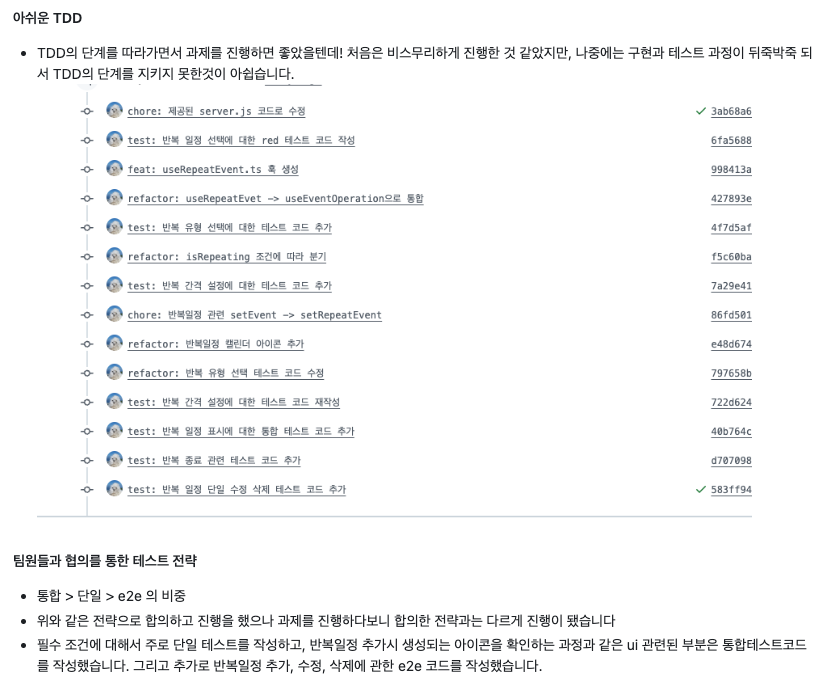 아쉬운 TDD
TDD의 단계를 따라가면서 과제를 진행하면 좋았을텐데! 처음은 비스무리하게 진행한 것 같았지만, 나중에는 구현과 테스트 과정이 뒤죽박죽 되
서 TDD의 단계를 지키지 못한것이 아쉽습니다.
chore: 제공된 server.js 코드로 수정 3ab68a6
test: 반복 일정 선택에 대한 red 테스트 코드 작성 6fa5688
feat: useRepeatEvent.ts 훅 생성 998413a
refactor: useRepeatEvet -> useEventOperation으로 통합 427893e
test: 반복 유형 선택에 대한 테스트 코드 추가 4f7d5af
refactor: isRepeating 조건에 따라 분기 f5c60ba
test: 반복 간격 설정에 대한 테스트 코드 추가 7a29e41
chore: 반복일정 관련 setEvent -> setRepeatEvent 86fd501
refactor: 반복일정 캘린더 아이콘 추가 e48d674
refactor: 반복 유형 선택 테스트 코드 수정 797658b
test: 반복 간격 설정에 대한 테스트 코드 재작성 722d624
test: 반복 일정 표시에 대한 통합 테스트 코드 추가 40b764c
test: 반복 종료 관련 테스트 코드 추가 d707098
test: 반복 일정 단일 수정 삭제 테스트 코드 추가 583ff94
팀원들과 협의를 통한 테스트 전략
통합 > 단일 > e2e 의 비중
위와 같은 전략으로 합의하고 진행을 했으나 과제를 진행하다보니 합의한 전략과는 다르게 진행이 됐습니다
필수 조건에 대해서 주로 단일 테스트를 작성하고, 반복일정 추가시 생성되는 아이콘을 확인하는 과정과 같은 ui 관련된 부분은 통합테스트코드
를 작성했습니다. 그리고 추가로 반복일정 추가, 수정, 삭제에 관한 e2e 코드를 작성했습니다.